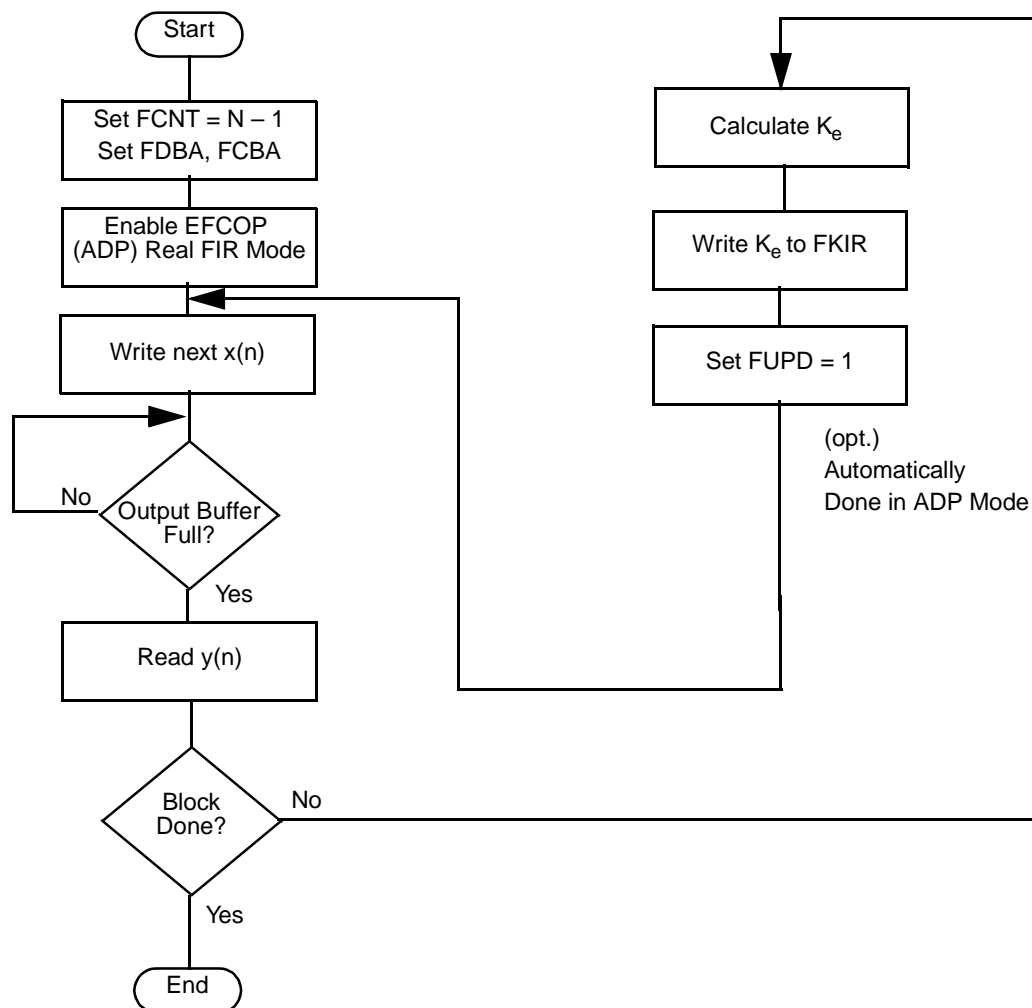 Start
Set FCNT = N – 1
Set FDBA, FCBA
Enable EFCOP
(ADP) Real FIR Mode
Write next x(n)
No
Output Buffer
Full?
Yes
Read y(n)
Block
Done?
No
Yes
End
Calculate Kₑ
Write Kₑ to FKIR
Set FUPD = 1
(opt.)
Automatically
Done in ADP Mode